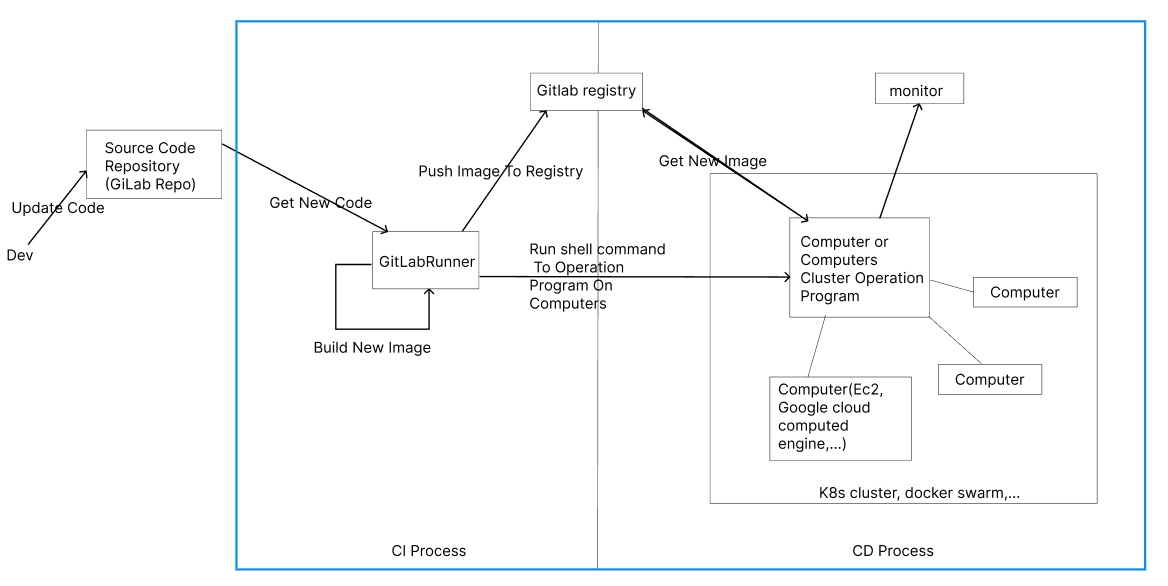 Gitlab registry
monitor
Source Code
Repository
(GiLab Repo)
Get New Image
Push Image To Registry
Update Code
Get New Code
Dev
GitLabRunner
Run shell command
To Operation
Program On
Computers
Computer or
Computers
Cluster Operation
Program
Computer
Build New Image
Computer
Computer(Ec2,
Google cloud
computed
engine,...)
K8s cluster, docker swarm,...
CI Process
CD Process